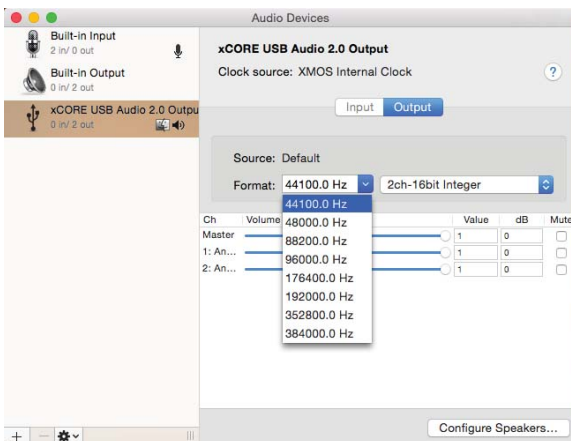 Audio Devices
Built-in Input
2 in/ 0 out
Built-in Output
0 in/ 2 out
xCORE USB Audio 2.0 Outpu
0 in/ 2 out
xCORE USB Audio 2.0 Output
Clock source: XMOS Internal Clock
?
Input Output
Source: Default
Format: 44100.0 Hz 2ch-16bit Integer
44100.0 Hz
48000.0 Hz
88200.0 Hz
96000.0 Hz
176400.0 Hz
192000.0 Hz
352800.0 Hz
384000.0 Hz
Ch Volume Value dB Mute
Master 1 0
1: An... 1 0
2: An... 1 0
Configure Speakers...